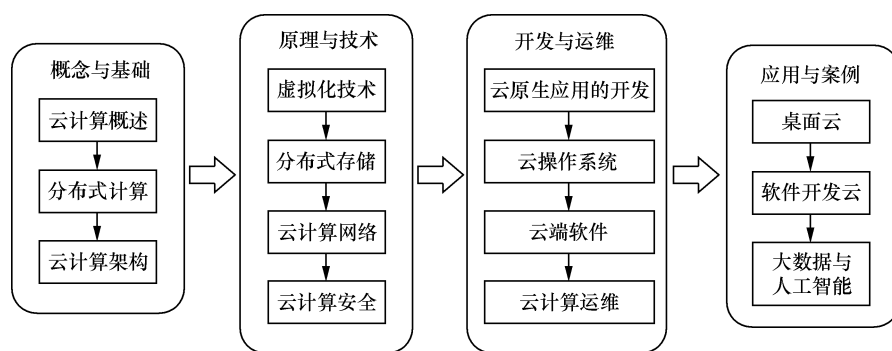 概念与基础
云计算概述
分布式计算
云计算架构
原理与技术
虚拟化技术
分布式存储
云计算网络
云计算安全
开发与运维
云原生应用的开发
云操作系统
云端软件
云计算运维
应用与案例
桌面云
软件开发云
大数据与
人工智能